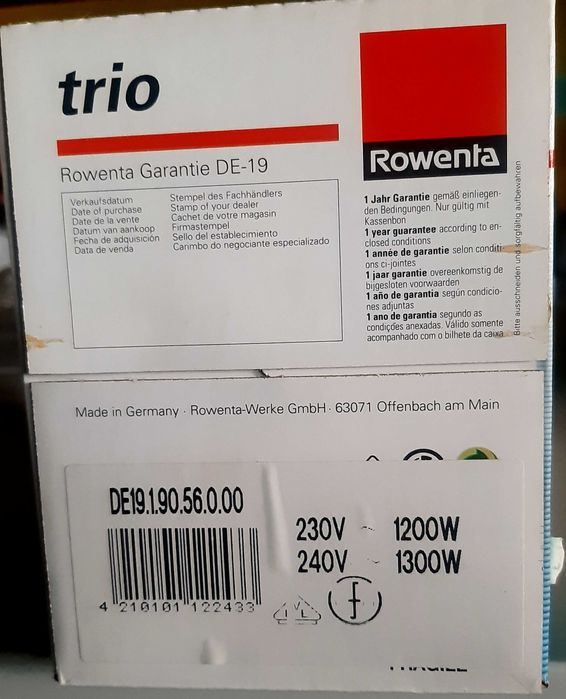 trio
Rowenta
Rowenta Garantie DE-19
Verkaufsdatum
Date of purchase
Date de la vente
Datum van aankoop
Fecha de adquisición
Data de venda
Stempel des Fachhändlers
Stamp of your dealer
Cachet de votre magasin
Firmastempel
Sello del establecimiento
Carimbo do negociante especializado
1 Jahr Garantie gemäß einliegen-
den Bedingungen. Nur gültig mit
Kassenbon
1 year guarantee according to en-
closed conditions
1 année de garantie selon conditi-
ons ci-jointes
1 jaar garantie overeenkomstig de
bijgesloten voorwaarden
1 año de garantia según condicio-
nes adjuntas
1 ano de garantia segundo as
condições anexadas. Válido somente
acompanhado com o bilhete da caixa
Bitte ausschneiden und sorgfältig aufbewahren
Made in Germany · Rowenta-Werke GmbH · 63071 Offenbach am Main
DE19.1.90.56.0.00
230V ~ 1200W
240V ~ 1300W
4 210101 122433